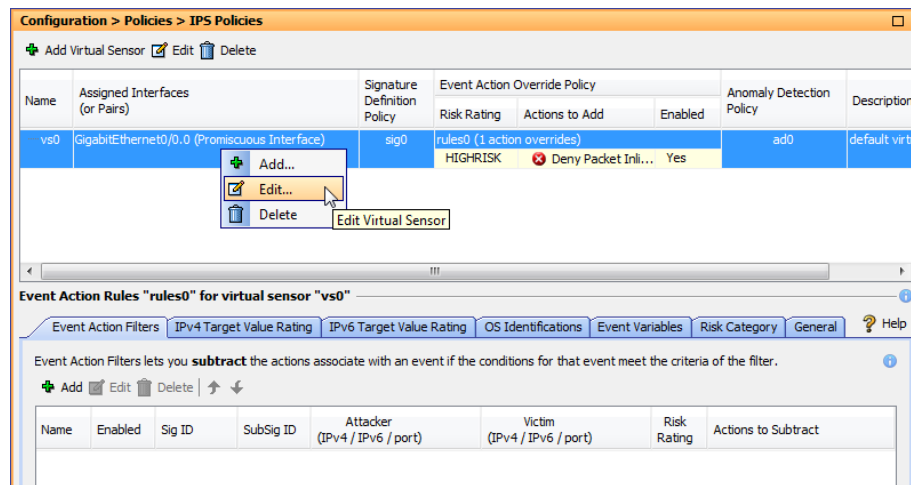 Configuration > Policies > IPS Policies
Add Virtual Sensor Edit Delete
Name
Assigned Interfaces
(or Pairs)
Signature
Definition
Policy
Event Action Override Policy
Risk Rating Actions to Add Enabled
Anomaly Detection
Policy
Description
vs0 GigabitEthernet0/0.0 (Promiscuous Interface) sig0 rules0 (1 action overrides) ad0 default virt
HIGHRISK Deny Packet Inli... Yes
Add...
Edit...
Delete
Edit Virtual Sensor
Event Action Rules "rules0" for virtual sensor "vs0"
Event Action Filters IPv4 Target Value Rating IPv6 Target Value Rating OS Identifications Event Variables Risk Category General Help
Event Action Filters lets you subtract the actions associate with an event if the conditions for that event meet the criteria of the filter.
Add Edit Delete
Name Enabled Sig ID SubSig ID
Attacker
(IPv4 / IPv6 / port)
Victim
(IPv4 / IPv6 / port)
Risk
Rating
Actions to Subtract